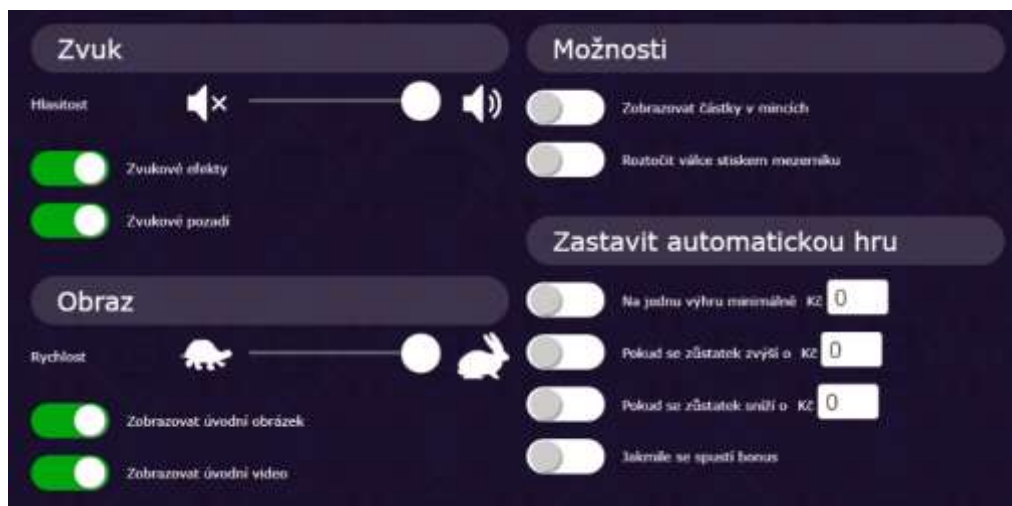 Zvuk
Hlasitost
Zvukové efekty
Zvukové pozadí
Obraz
Rychlost
Zobrazovat úvodní obrázek
Zobrazovat úvodní video
Možnosti
Zobrazovat částky v mincích
Roztočit válce stiskem mezerníku
Zastavit automatickou hru
Na jednu výhru minimálně Kč 0
Pokud se zůstatek zvýší o Kč 0
Pokud se zůstatek sníží o Kč 0
Jakmile se spustí bonus